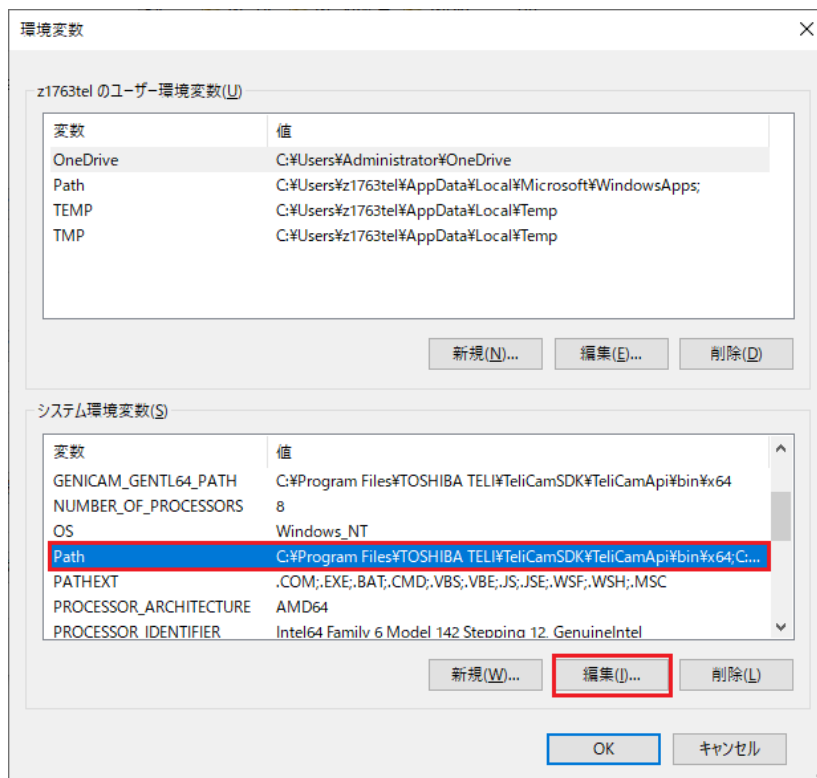 環境変数
z1763tel のユーザー環境変数(U)
変数 値
OneDrive C:¥Users¥Administrator¥OneDrive
Path C:¥Users¥z1763tel¥AppData¥Local¥Microsoft¥WindowsApps;
TEMP C:¥Users¥z1763tel¥AppData¥Local¥Temp
TMP C:¥Users¥z1763tel¥AppData¥Local¥Temp
新規(N)... 編集(E)... 削除(D)
システム環境変数(S)
変数 値
GENICAM_GENTL64_PATH C:¥Program Files¥TOSHIBA TELI¥TeliCamSDK¥TeliCamApi¥bin¥x64
NUMBER_OF_PROCESSORS 8
OS Windows_NT
Path C:¥Program Files¥TOSHIBA TELI¥TeliCamSDK¥TeliCamApi¥bin¥x64;C:...
PATHEXT .COM;.EXE;.BAT;.CMD;.VBS;.VBE;.JS;.JSE;.WSF;.WSH;.MSC
PROCESSOR_ARCHITECTURE AMD64
PROCESSOR_IDENTIFIER Intel64 Family 6 Model 142 Stepping 12, GenuineIntel
新規(W)... 編集(I)... 削除(L)
OK キャンセル